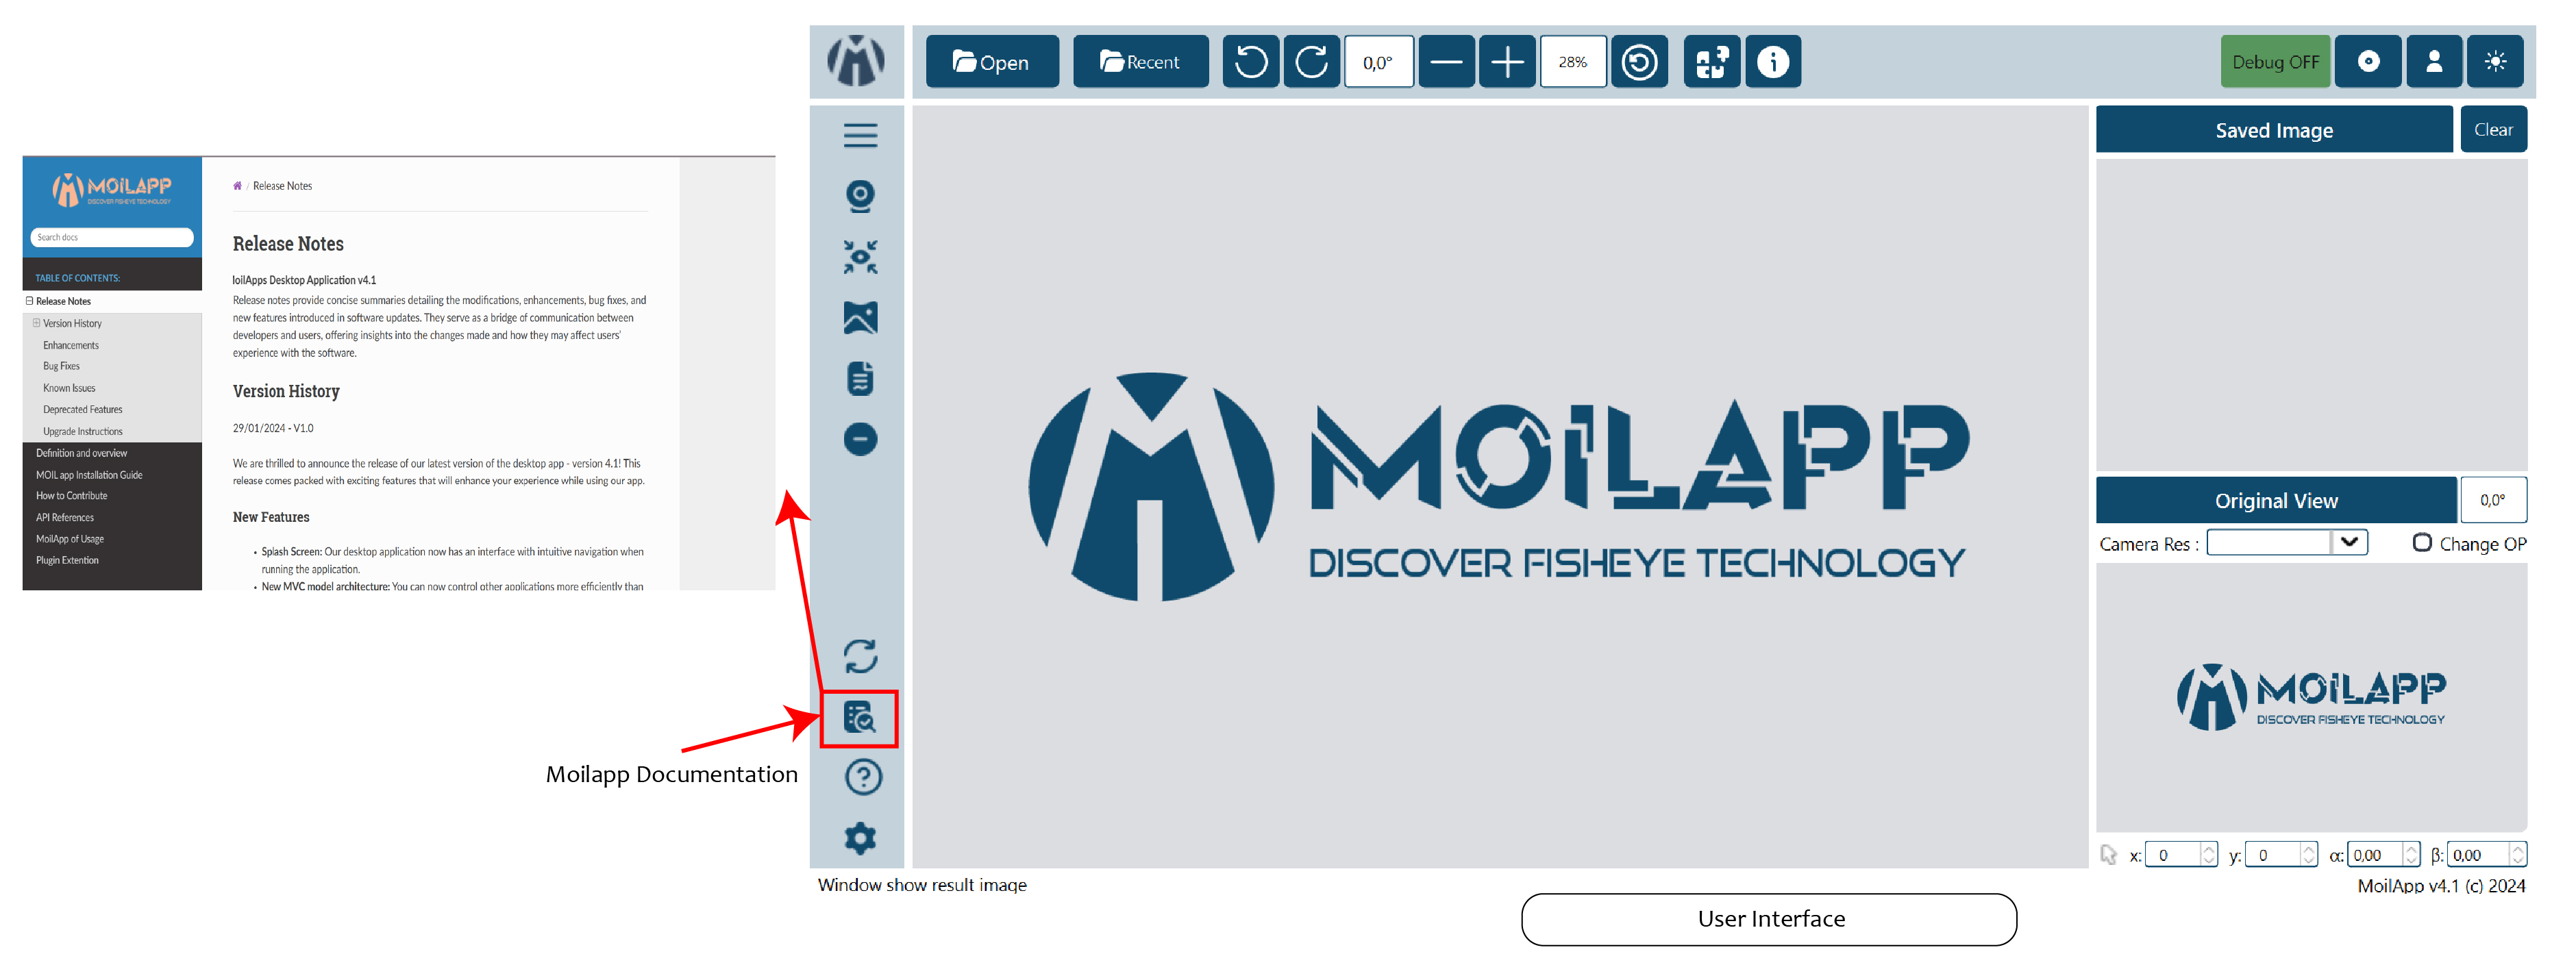 MOILAPP
DISCOVER FISHEYE TECHNOLOGY
Search docs
TABLE OF CONTENTS:
Release Notes
Version History
Enhancements
Bug Fixes
Known Issues
Deprecated Features
Upgrade Instructions
Definition and overview
MOIL app Installation Guide
How to Contribute
API References
MoilApp of Usage
Plugin Extention
/ Release Notes
Release Notes
loilApps Desktop Application v4.1
Release notes provide concise summaries detailing the modifications, enhancements, bug fixes, and
new features introduced in software updates. They serve as a bridge of communication between
developers and users, offering insights into the changes made and how they may affect users'
experience with the software.
Version History
29/01/2024 - V1.0
We are thrilled to announce the release of our latest version of the desktop app - version 4.1! This
release comes packed with exciting features that will enhance your experience while using our app.
New Features
• Splash Screen: Our desktop application now has an interface with intuitive navigation when
running the application.
• New MVC model architecture: You can now control other applications more efficiently than
Moilapp Documentation
Open
Recent
0,0°
28%
Debug OFF
MOILAPP
DISCOVER FISHEYE TECHNOLOGY
Saved Image
Clear
Original View
0,0°
Camera Res :
Change OP
MOILAPP
DISCOVER FISHEYE TECHNOLOGY
x: 0 y: 0 α: 0,00 β: 0,00
Window show result image
MoilApp v4.1 (c) 2024
User Interface